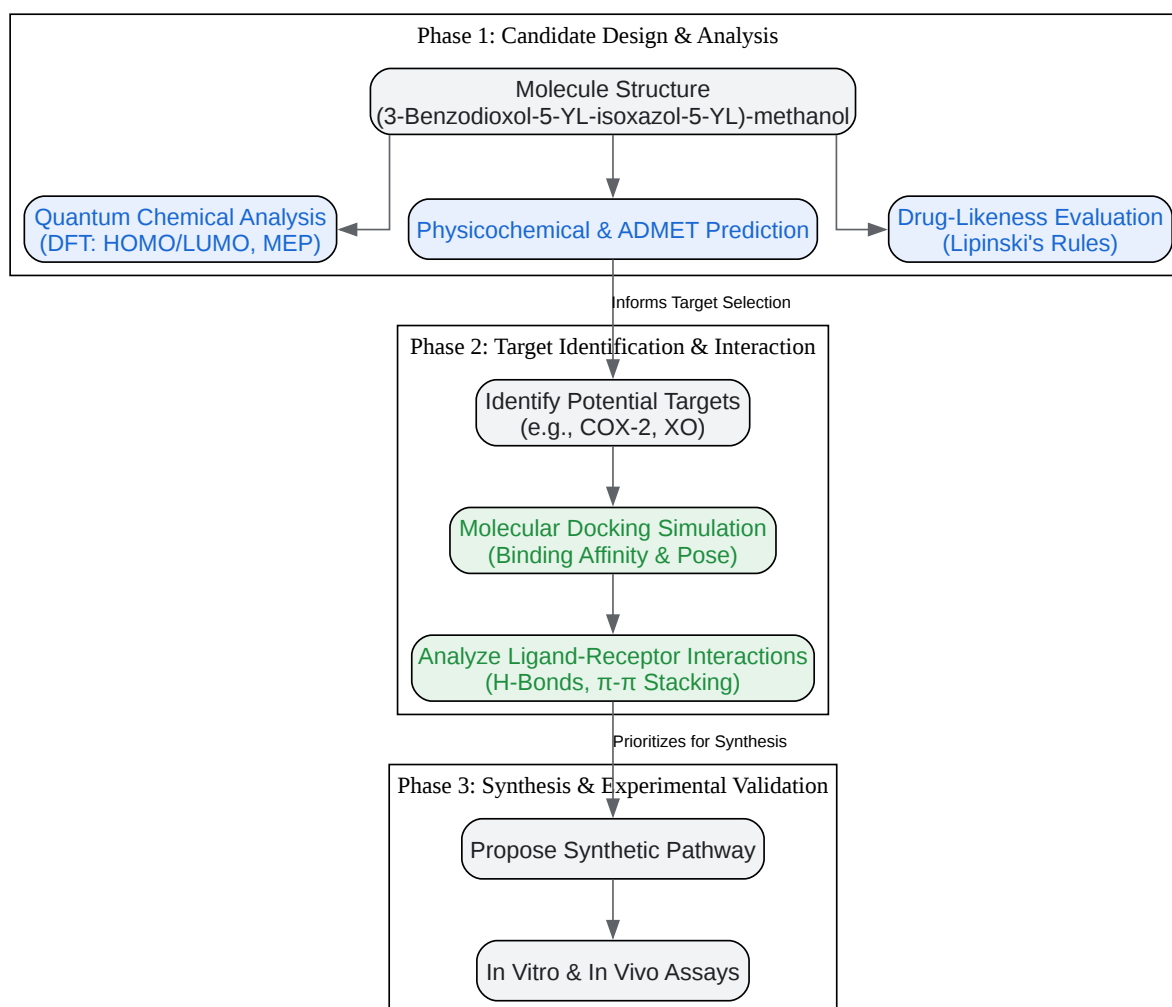 Phase 1: Candidate Design & Analysis
Molecule Structure
(3-Benzodioxol-5-YL-isoxazol-5-YL)-methanol
Quantum Chemical Analysis
(DFT: HOMO/LUMO, MEP)
Physicochemical & ADMET Prediction
Drug-Likeness Evaluation
(Lipinski's Rules)
Informs Target Selection
Phase 2: Target Identification & Interaction
Identify Potential Targets
(e.g., COX-2, XO)
Molecular Docking Simulation
(Binding Affinity & Pose)
Analyze Ligand-Receptor Interactions
(H-Bonds, π-π Stacking)
Prioritizes for Synthesis
Phase 3: Synthesis & Experimental Validation
Propose Synthetic Pathway
In Vitro & In Vivo Assays